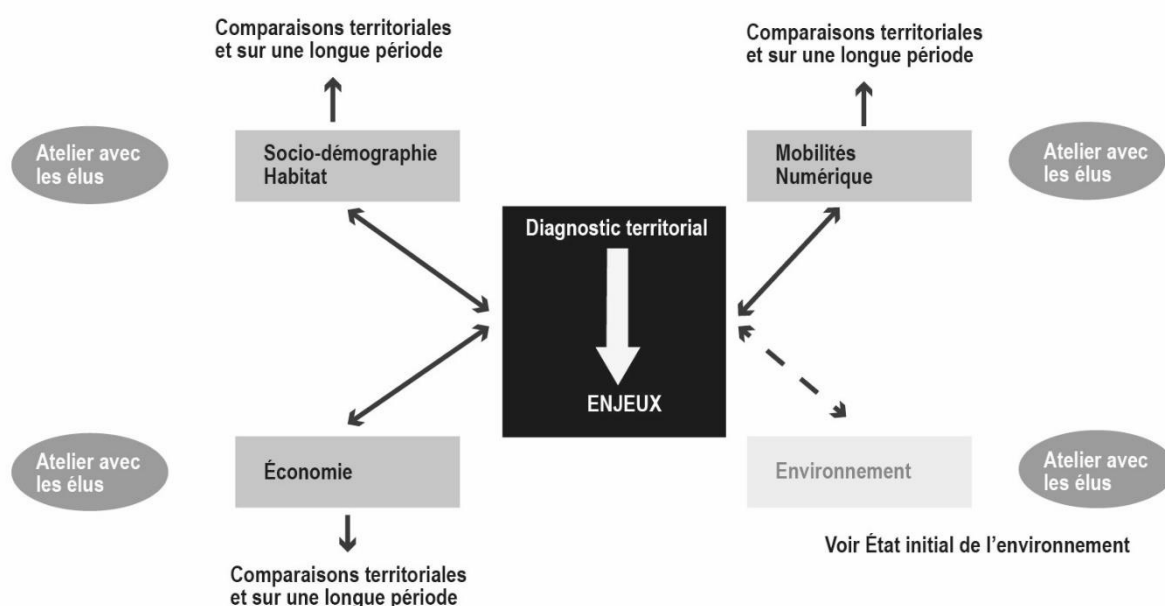 Comparaisons territoriales
et sur une longue période
Comparaisons territoriales
et sur une longue période
Atelier avec
les élus
Socio-démographie
Habitat
Mobilités
Numérique
Atelier avec
les élus
Diagnostic territorial
ENJEUX
Atelier avec
les élus
Économie
Environnement
Atelier avec
les élus
Voir État initial de l’environnement
Comparaisons territoriales
et sur une longue période